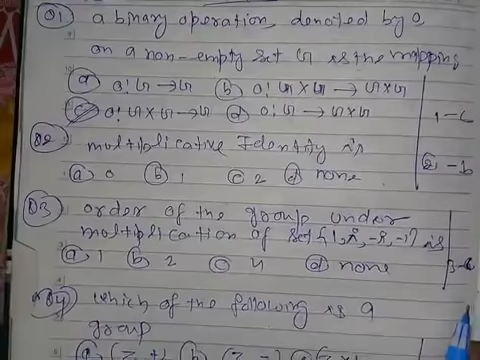 Q1 a binary operation, denoted by o
on a non-empty set G is the mapping
(a) o: G → G (b) o: G × G → G × G
(c) o: G × G → G (d) o: G → G × G
1 - c
Q2 multiplicative Identity is
(a) 0 (b) 1 (c) 2 (d) none
2 - b
Q3 order of the group under
multiplication of set {1, i, -i, -1} is
(a) 1 (b) 2 (c) 4 (d) none
3 - c
Q4 which of the following is a
group